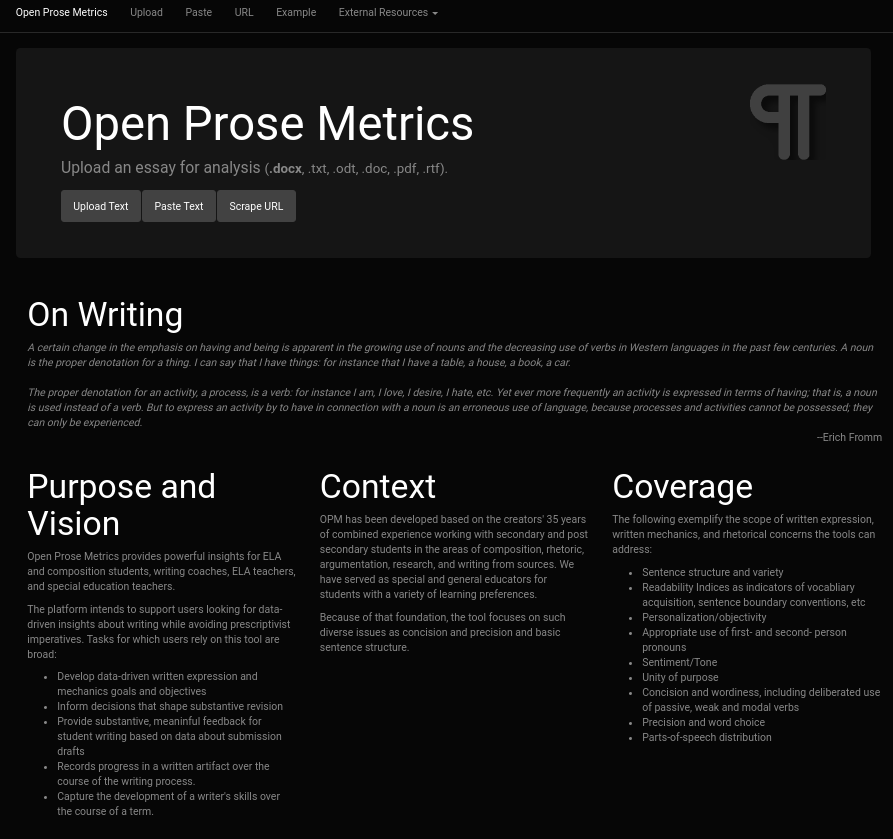 Open Prose Metrics Upload Paste URL Example External Resources
Open Prose Metrics
Upload an essay for analysis (.docx, .txt, .odt, .doc, .pdf, .rtf).
Upload Text Paste Text Scrape URL
On Writing
A certain change in the emphasis on having and being is apparent in the growing use of nouns and the decreasing use of verbs in Western languages in the past few centuries. A noun
is the proper denotation for a thing. I can say that I have things: for instance that I have a table, a house, a book, a car.
The proper denotation for an activity, a process, is a verb: for instance I am, I love, I desire, I hate, etc. Yet ever more frequently an activity is expressed in terms of having; that is, a noun
is used instead of a verb. But to express an activity by to have in connection with a noun is an erroneous use of language, because processes and activities cannot be possessed; they
can only be experienced.
--Erich Fromm
Purpose and
Vision
Open Prose Metrics provides powerful insights for ELA
and composition students, writing coaches, ELA teachers,
and special education teachers.
The platform intends to support users looking for data-
driven insights about writing while avoiding prescriptivist
imperatives. Tasks for which users rely on this tool are
broad:
• Develop data-driven written expression and
mechanics goals and objectives
• Inform decisions that shape substantive revision
• Provide substantive, meaninful feedback for
student writing based on data about submission
drafts
• Records progress in a written artifact over the
course of the writing process.
• Capture the development of a writer's skills over
the course of a term.
Context
OPM has been developed based on the creators' 35 years
of combined experience working with secondary and post
secondary students in the areas of composition, rhetoric,
argumentation, research, and writing from sources. We
have served as special and general educators for
students with a variety of learning preferences.
Because of that foundation, the tool focuses on such
diverse issues as concision and precision and basic
sentence structure.
Coverage
The following exemplify the scope of written expression,
written mechanics, and rhetorical concerns the tools can
address:
• Sentence structure and variety
• Readability Indices as indicators of vocabliary
acquisition, sentence boundary conventions, etc
• Personalization/objectivity
• Appropriate use of first- and second- person
pronouns
• Sentiment/Tone
• Unity of purpose
• Concision and wordiness, including deliberated use
of passive, weak and modal verbs
• Precision and word choice
• Parts-of-speech distribution